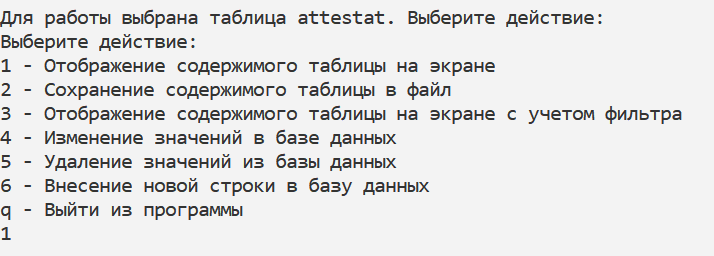 Для работы выбрана таблица attestat. Выберите действие:
Выберите действие:
1 - Отображение содержимого таблицы на экране
2 - Сохранение содержимого таблицы в файл
3 - Отображение содержимого таблицы на экране с учетом фильтра
4 - Изменение значений в базе данных
5 - Удаление значений из базы данных
6 - Внесение новой строки в базу данных
q - Выйти из программы
1